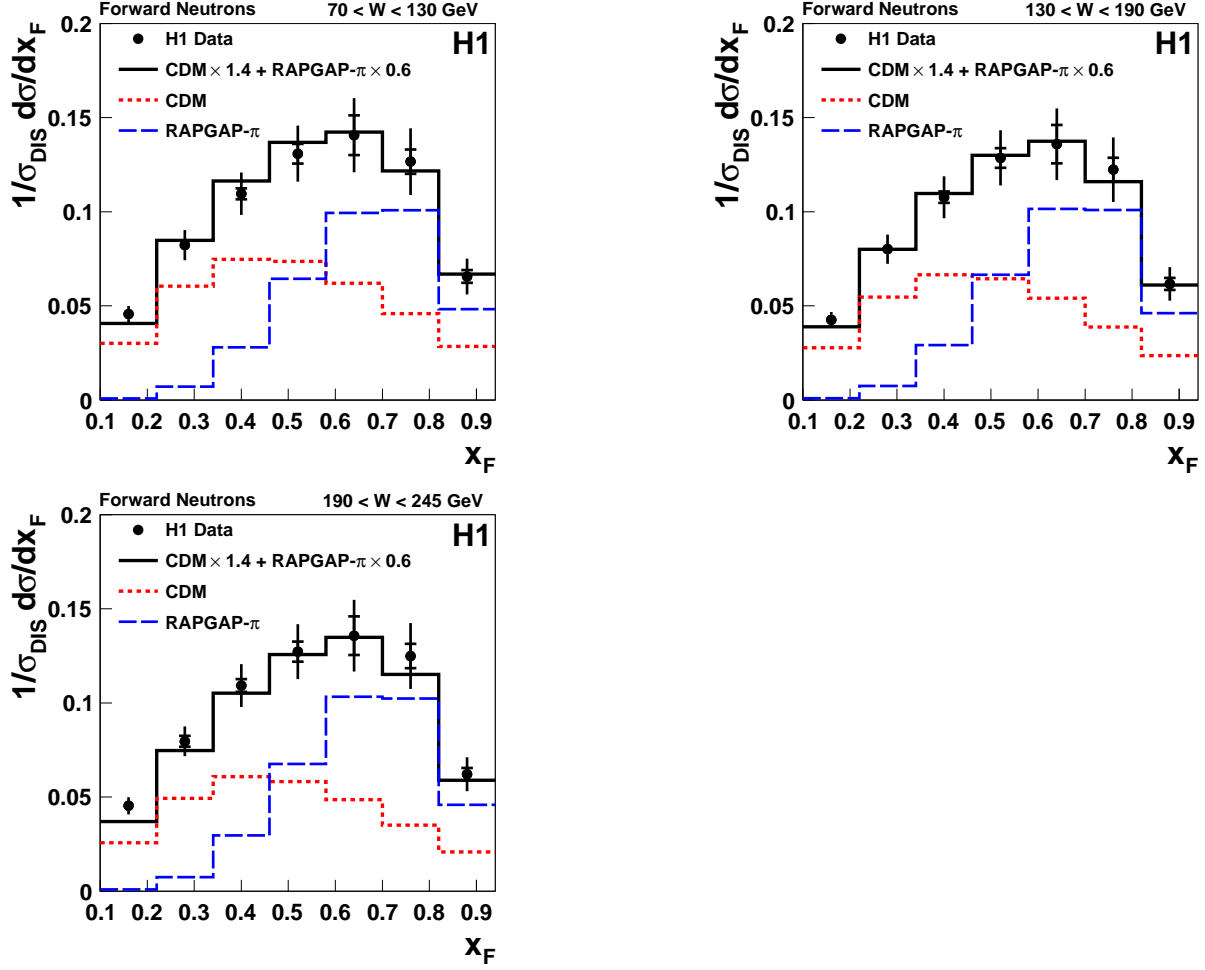 Forward Neutrons 70 < W < 130 GeV
H1
H1 Data
CDM × 1.4 + RAPGAP-π × 0.6
CDM
RAPGAP-π
1/σ_DIS dσ/dx_F
0.2
0.15
0.1
0.05
0
0.1 0.2 0.3 0.4 0.5 0.6 0.7 0.8 0.9
x_F
Forward Neutrons 130 < W < 190 GeV
H1
H1 Data
CDM × 1.4 + RAPGAP-π × 0.6
CDM
RAPGAP-π
1/σ_DIS dσ/dx_F
0.2
0.15
0.1
0.05
0
0.1 0.2 0.3 0.4 0.5 0.6 0.7 0.8 0.9
x_F
Forward Neutrons 190 < W < 245 GeV
H1
H1 Data
CDM × 1.4 + RAPGAP-π × 0.6
CDM
RAPGAP-π
1/σ_DIS dσ/dx_F
0.2
0.15
0.1
0.05
0
0.1 0.2 0.3 0.4 0.5 0.6 0.7 0.8 0.9
x_F